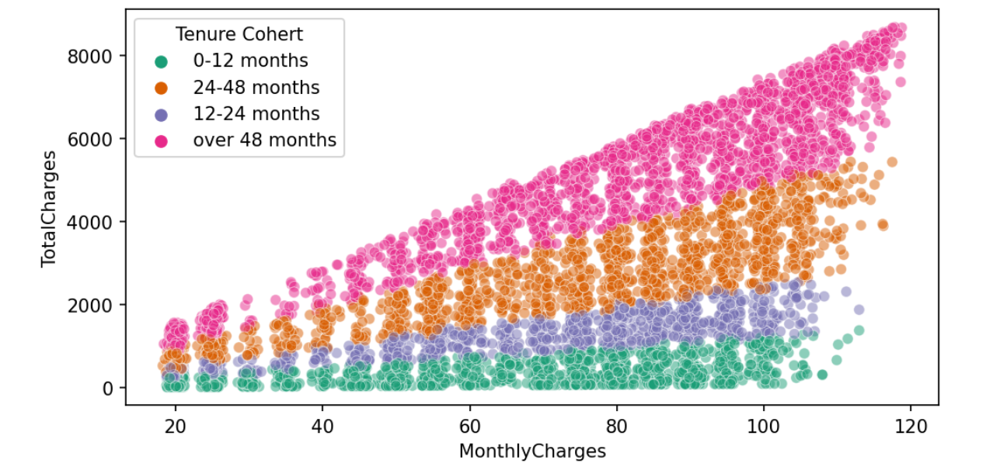 Tenure Cohert
0-12 months
24-48 months
12-24 months
over 48 months
TotalCharges
8000
6000
4000
2000
0
20 40 60 80 100 120
MonthlyCharges